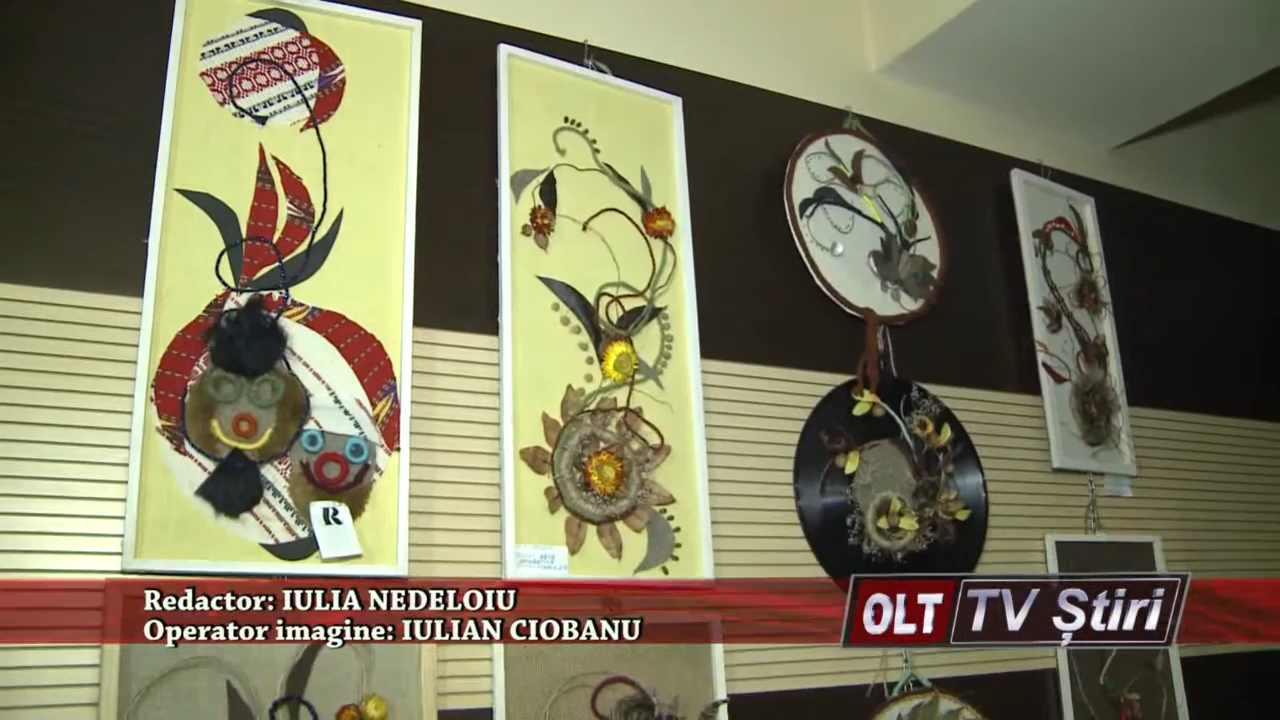 R
Redactor: IULIA NEDELOIU
Operator imagine: IULIAN CIOBANU
OLT TV Știri